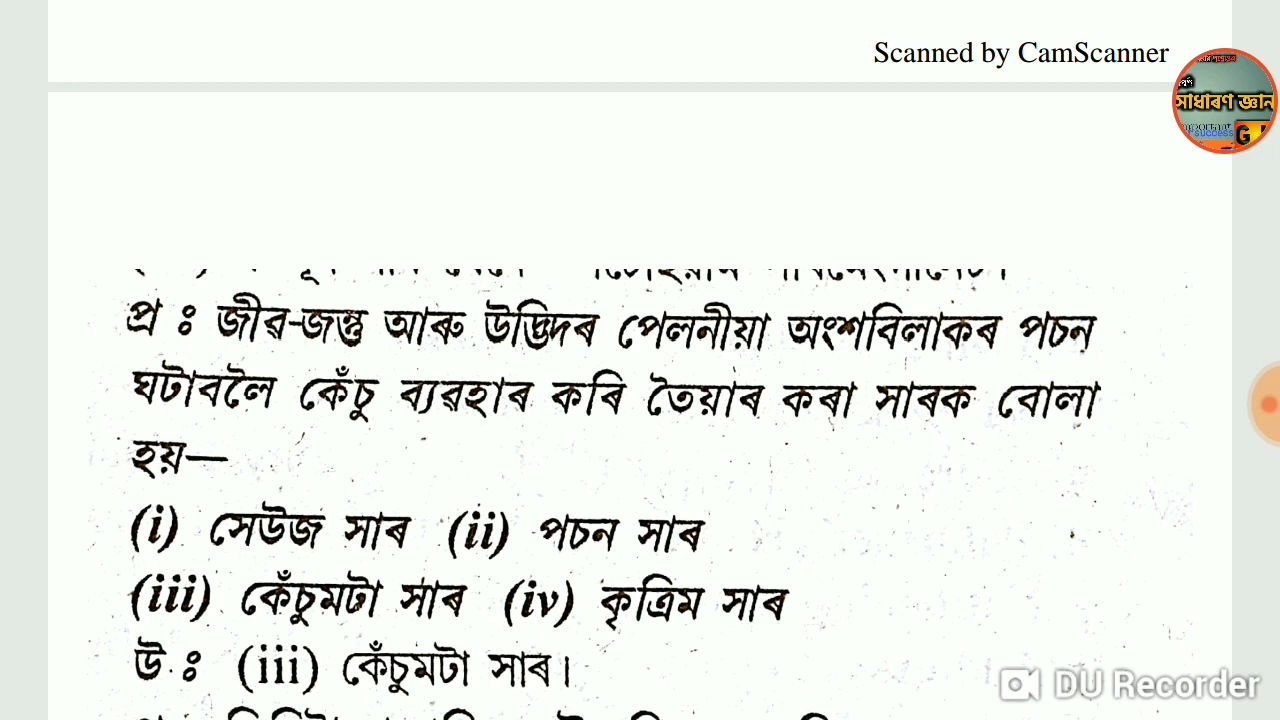 Scanned by CamScanner
সাধাৰণ জ্ঞান
SUCCESS
প্ৰ ঃ জীৱ-জন্তু আৰু উদ্ভিদৰ পেলনীয়া অংশবিলাকৰ পচন
ঘটাবলৈ কেঁচু ব্যৱহাৰ কৰি তৈয়াৰ কৰা সাৰক বোলা
হয়—
(i) সেউজ সাৰ (ii) পচন সাৰ
(iii) কেঁচুমটা সাৰ (iv) কৃত্ৰিম সাৰ
উ ঃ (iii) কেঁচুমটা সাৰ।
DU Recorder